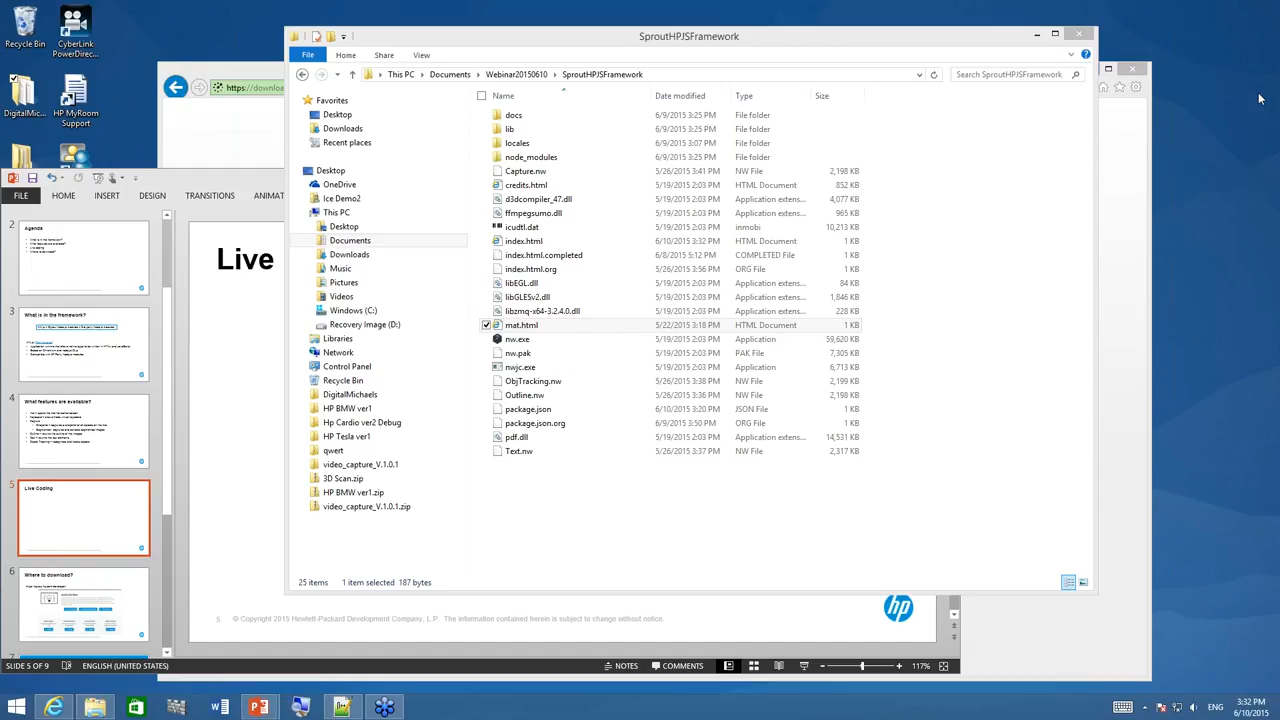 Recycle Bin
CyberLink
PowerDirec...
DigitalMic...
HP MyRoom
Support
https://downloa
SproutHPJSFramework
File
Home
Share
View
This PC
Documents
Webinar20150610
SproutHPJSFramework
Search SproutHPJSFramework
Favorites
Desktop
Downloads
Recent places
Desktop
OneDrive
Ice Demo2
This PC
Desktop
Documents
Downloads
Music
Pictures
Videos
Windows (C:)
Recovery Image (D:)
Libraries
Network
Control Panel
Recycle Bin
DigitalMichaels
HP BMW ver1
Hp Cardio ver2 Debug
HP Tesla ver1
qwert
video_capture_V.1.0.1
3D Scan.zip
HP BMW ver1.zip
video_capture_V.1.0.1.zip
Name Date modified Type Size
docs 6/9/2015 3:25 PM File folder
lib 6/9/2015 3:25 PM File folder
locales 6/9/2015 3:07 PM File folder
node_modules 6/9/2015 3:25 PM File folder
Capture.nw 5/26/2015 3:41 PM NW File 2,198 KB
credits.html 5/19/2015 2:03 PM HTML Document 852 KB
d3dcompiler_47.dll 5/19/2015 2:03 PM Application extens... 4,077 KB
ffmpegsumo.dll 5/19/2015 2:03 PM Application extens... 965 KB
icudtl.dat 5/19/2015 2:03 PM inmobi 10,213 KB
index.html 6/10/2015 3:32 PM HTML Document 1 KB
index.html.completed 6/8/2015 5:12 PM COMPLETED File 1 KB
index.html.org 5/26/2015 3:56 PM ORG File 1 KB
libEGL.dll 5/19/2015 2:03 PM Application extens... 84 KB
libGLESv2.dll 5/19/2015 2:03 PM Application extens... 1,846 KB
libzmq-x64-3.2.4.0.dll 5/19/2015 2:03 PM Application extens... 228 KB
mat.html 5/22/2015 3:18 PM HTML Document 1 KB
nw.exe 5/19/2015 2:03 PM Application 59,620 KB
nw.pak 5/19/2015 2:03 PM PAK File 7,305 KB
nwjc.exe 5/19/2015 2:03 PM Application 6,713 KB
ObjTracking.nw 5/26/2015 3:38 PM NW File 2,199 KB
Outline.nw 5/26/2015 3:36 PM NW File 2,198 KB
package.json 6/10/2015 3:20 PM JSON File 1 KB
package.json.org 6/9/2015 3:50 PM ORG File 1 KB
pdf.dll 5/19/2015 2:03 PM Application extens... 14,531 KB
Text.nw 5/26/2015 3:37 PM NW File 2,317 KB
25 items 1 item selected 187 bytes
FILE HOME INSERT DESIGN TRANSITIONS ANIMAT
2
Agenda
3
What is in the framework?
4
What features are available?
5
Live Coding
6
Where to download?
Live
5 © Copyright 2015 Hewlett-Packard Development Company, L.P. The information contained herein is subject to change without notice.
hp
SLIDE 5 OF 9 ENGLISH (UNITED STATES) NOTES COMMENTS 117%
ENG
3:32 PM
6/10/2015